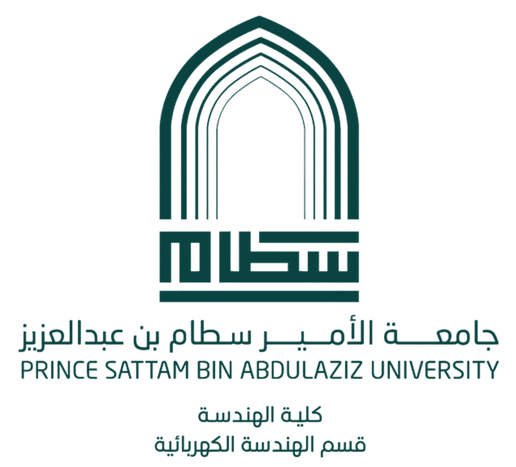 سطام
جامعة الأمير سطام بن عبدالعزيز
PRINCE SATTAM BIN ABDULAZIZ UNIVERSITY
كلية الهندسة
قسم الهندسة الكهربائية